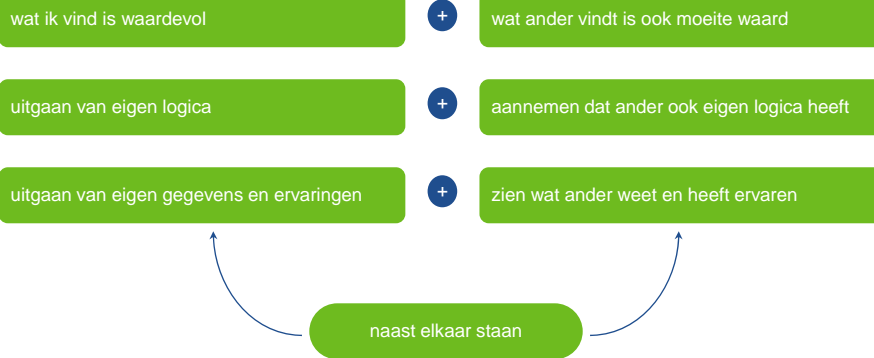 wat ik vind is waardevol + wat ander vindt is ook moeite waard
uitgaan van eigen logica + aannemen dat ander ook eigen logica heeft
uitgaan van eigen gegevens en ervaringen + zien wat ander weet en heeft ervaren
naast elkaar staan